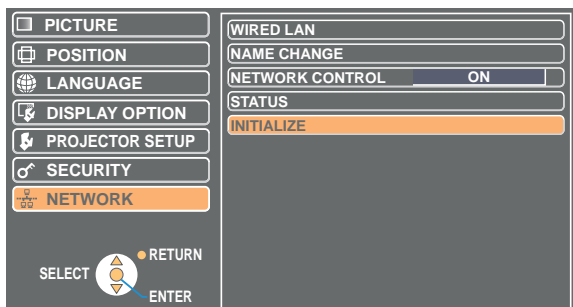 PICTURE
POSITION
LANGUAGE
DISPLAY OPTION
PROJECTOR SETUP
SECURITY
NETWORK
RETURN
SELECT
ENTER
WIRED LAN
NAME CHANGE
NETWORK CONTROL ON
STATUS
INITIALIZE